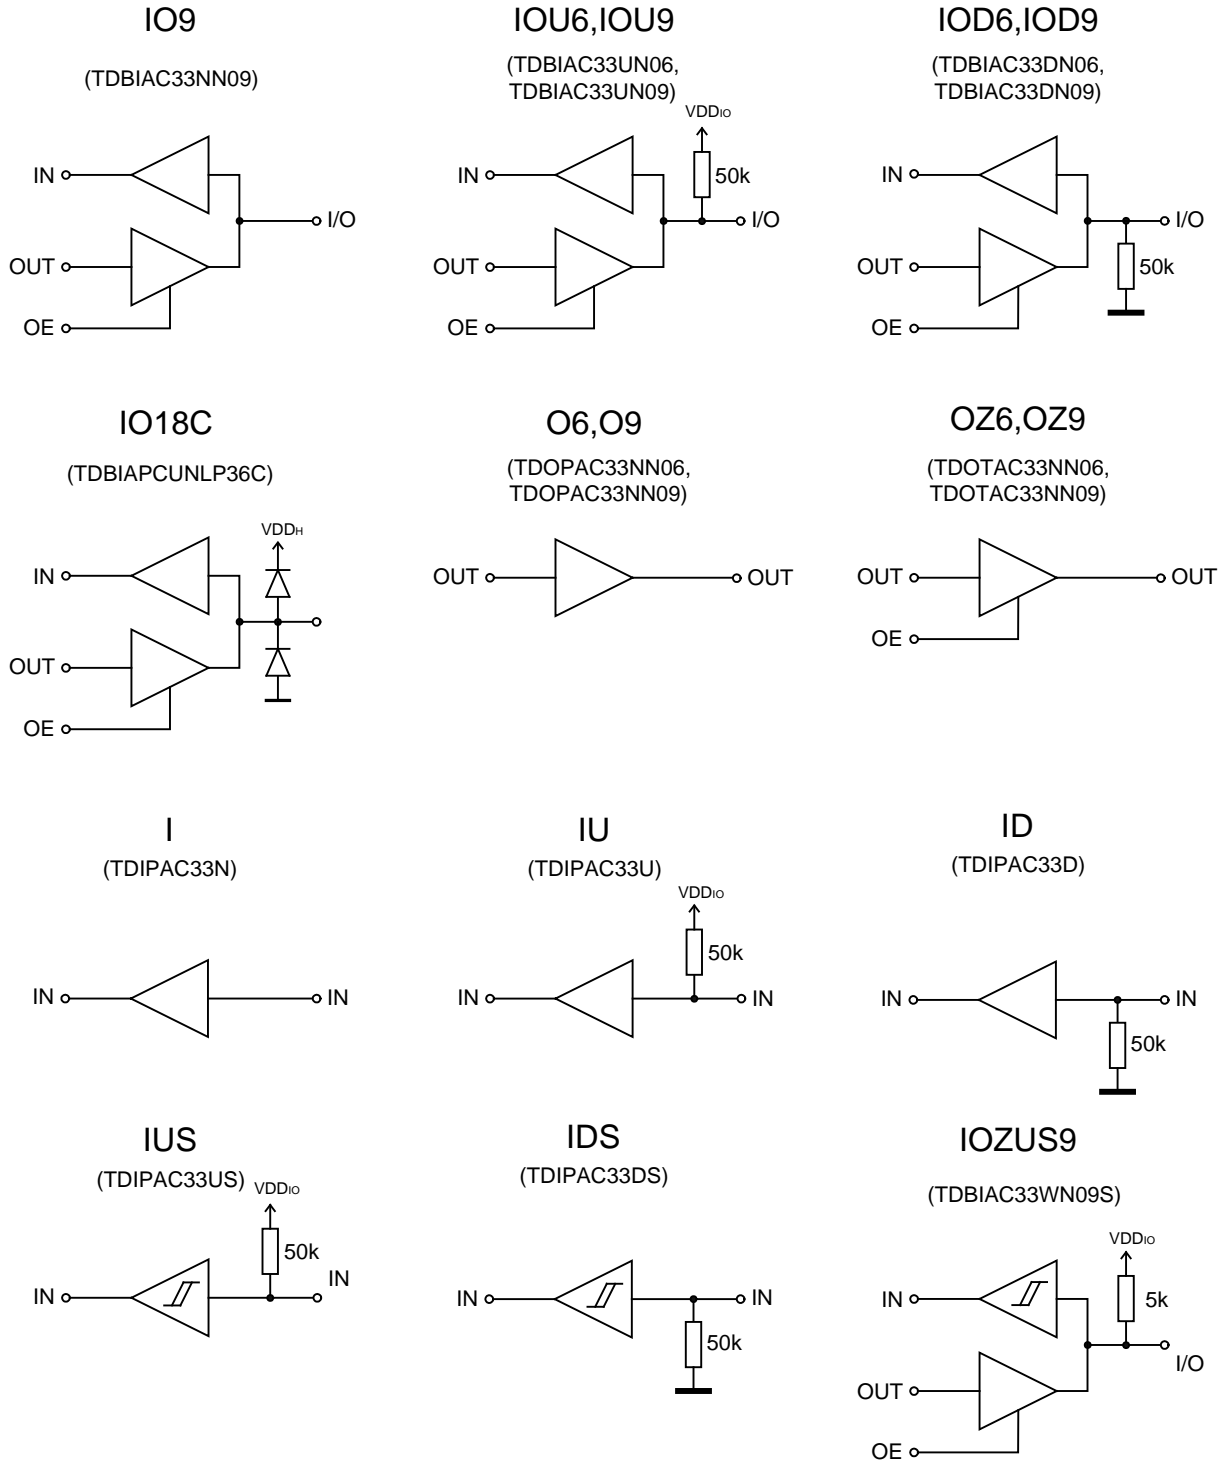 IO9
(TDBIAC33NN09)
IN
I/O
OUT
OE
IOU6,IOU9
(TDBIAC33UN06,
TDBIAC33UN09)
VDDIO
50k
IN
I/O
OUT
OE
IOD6,IOD9
(TDBIAC33DN06,
TDBIAC33DN09)
IN
I/O
OUT
50k
OE
IO18C
(TDBIAPCUNLP36C)
VDDH
IN
OUT
OE
O6,O9
(TDOPAC33NN06,
TDOPAC33NN09)
OUT
OUT
OZ6,OZ9
(TDOTAC33NN06,
TDOTAC33NN09)
OUT
OUT
OE
I
(TDIPAC33N)
IN
IN
IU
(TDIPAC33U)
VDDIO
50k
IN
IN
ID
(TDIPAC33D)
IN
IN
50k
IUS
(TDIPAC33US)
VDDIO
50k
IN
IN
IDS
(TDIPAC33DS)
IN
IN
50k
IOZUS9
(TDBIAC33WN09S)
VDDIO
IN
5k
I/O
OUT
OE